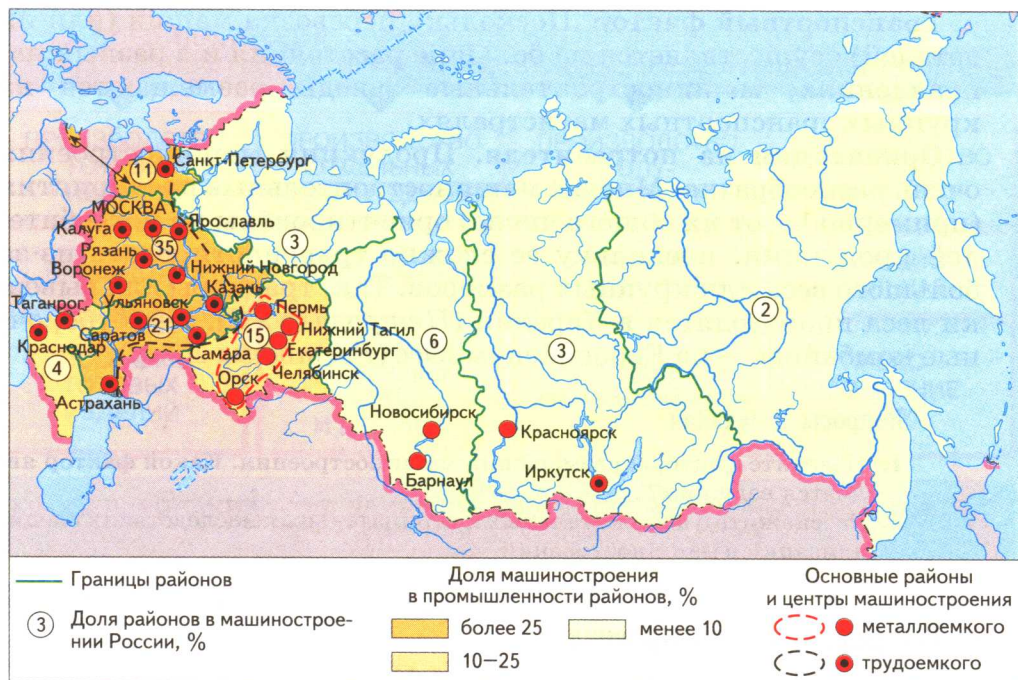 11
Санкт-Петербург
МОСКВА
Ярославль
Калуга
35
3
Рязань
Воронеж
Нижний Новгород
Казань
Таганрог
Ульяновск
Пермь
21
15
Нижний Тагил
Саратов
6
3
2
Краснодар
Самара
Екатеринбург
4
Орск
Челябинск
Астрахань
Новосибирск
Красноярск
Барнаул
Иркутск
Границы районов
3
Доля районов в машинострое-
нии России, %
Доля машиностроения
в промышленности районов, %
более 25
менее 10
10—25
Основные районы
и центры машиностроения
металлоемкого
трудоемкого